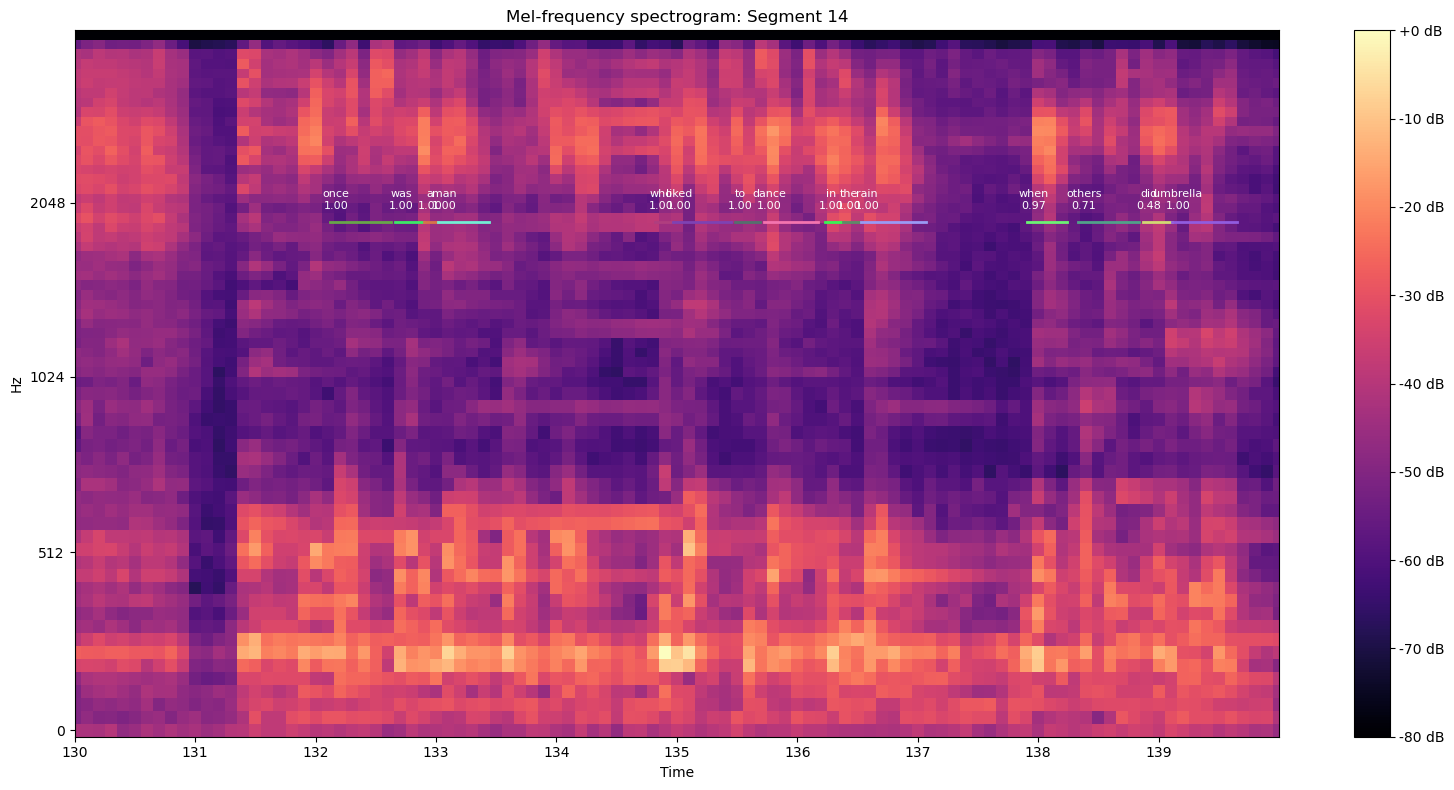 Mel-frequency spectrogram: Segment 14
+0 dB
-10 dB
-20 dB
-30 dB
-40 dB
-50 dB
-60 dB
-70 dB
-80 dB
Hz
2048
1024
512
0
once was a man who liked to dance in the rain when others did umbrella
1.00 1.00 1.00 1.00 1.00 1.00 1.00 1.00 1.00 1.00 1.00 0.97 0.71 0.48 1.00
130 131 132 133 134 135 136 137 138 139
Time